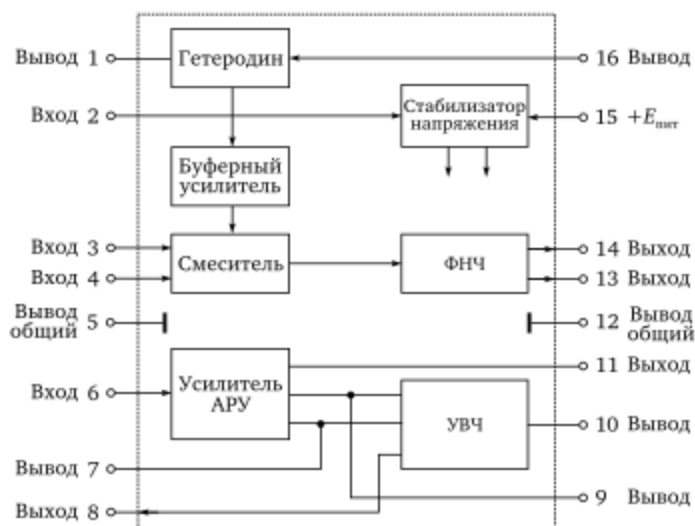 Вывод 1
Гетеродин
16 Вывод
Вход 2
Стабилизатор
напряжения
15 +Eпит
Буферный
усилитель
Вход 3
Смеситель
ФНЧ
14 Выход
Вход 4
13 Выход
Вывод
общий 5
12 Вывод
общий
Усилитель
АРУ
11 Выход
Вход 6
УВЧ
10 Вывод
Вывод 7
9 Вывод
Выход 8